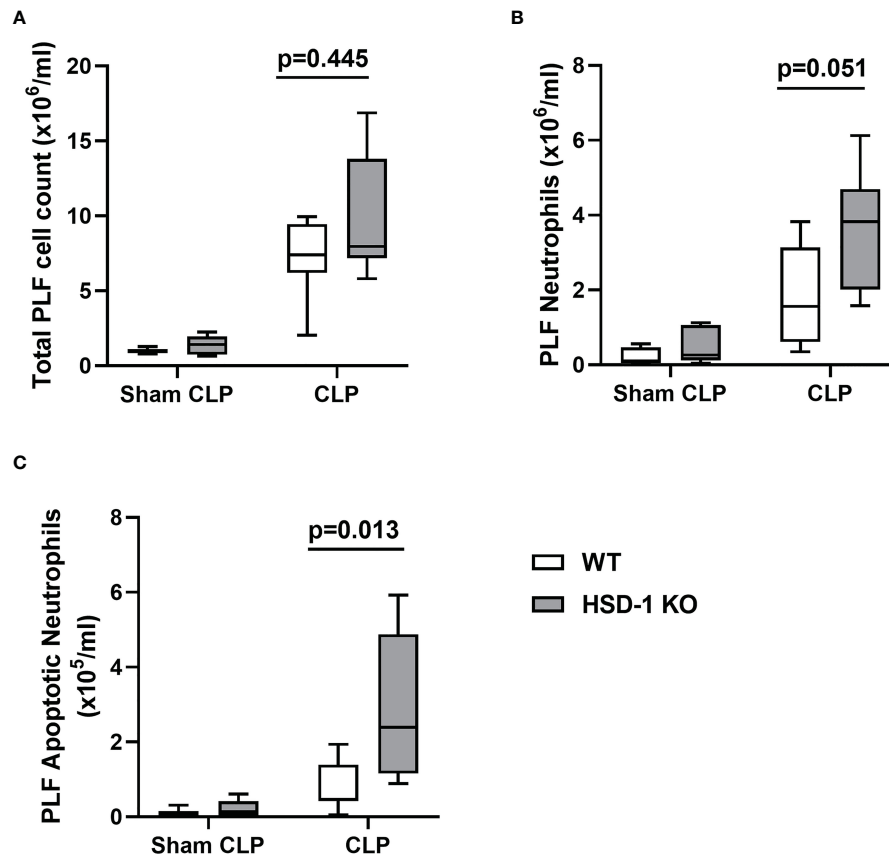 A
Total PLF cell count (x10⁶/ml)
20
15
10
5
0
p=0.445
Sham CLP
CLP
B
PLF Neutrophils (x10⁶/ml)
8
6
4
2
0
p=0.051
Sham CLP
CLP
C
PLF Apoptotic Neutrophils
(x10⁵/ml)
8
6
4
2
0
p=0.013
Sham CLP
CLP
WT
HSD-1 KO